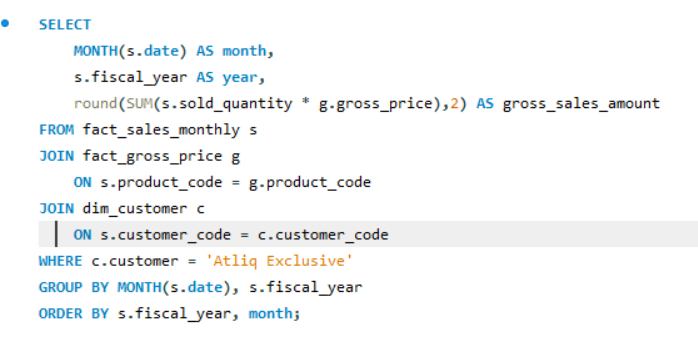 SELECT
MONTH(s.date) AS month,
s.fiscal_year AS year,
round(SUM(s.sold_quantity * g.gross_price),2) AS gross_sales_amount
FROM fact_sales_monthly s
JOIN fact_gross_price g
ON s.product_code = g.product_code
JOIN dim_customer c
ON s.customer_code = c.customer_code
WHERE c.customer = 'Atliq Exclusive'
GROUP BY MONTH(s.date), s.fiscal_year
ORDER BY s.fiscal_year, month;